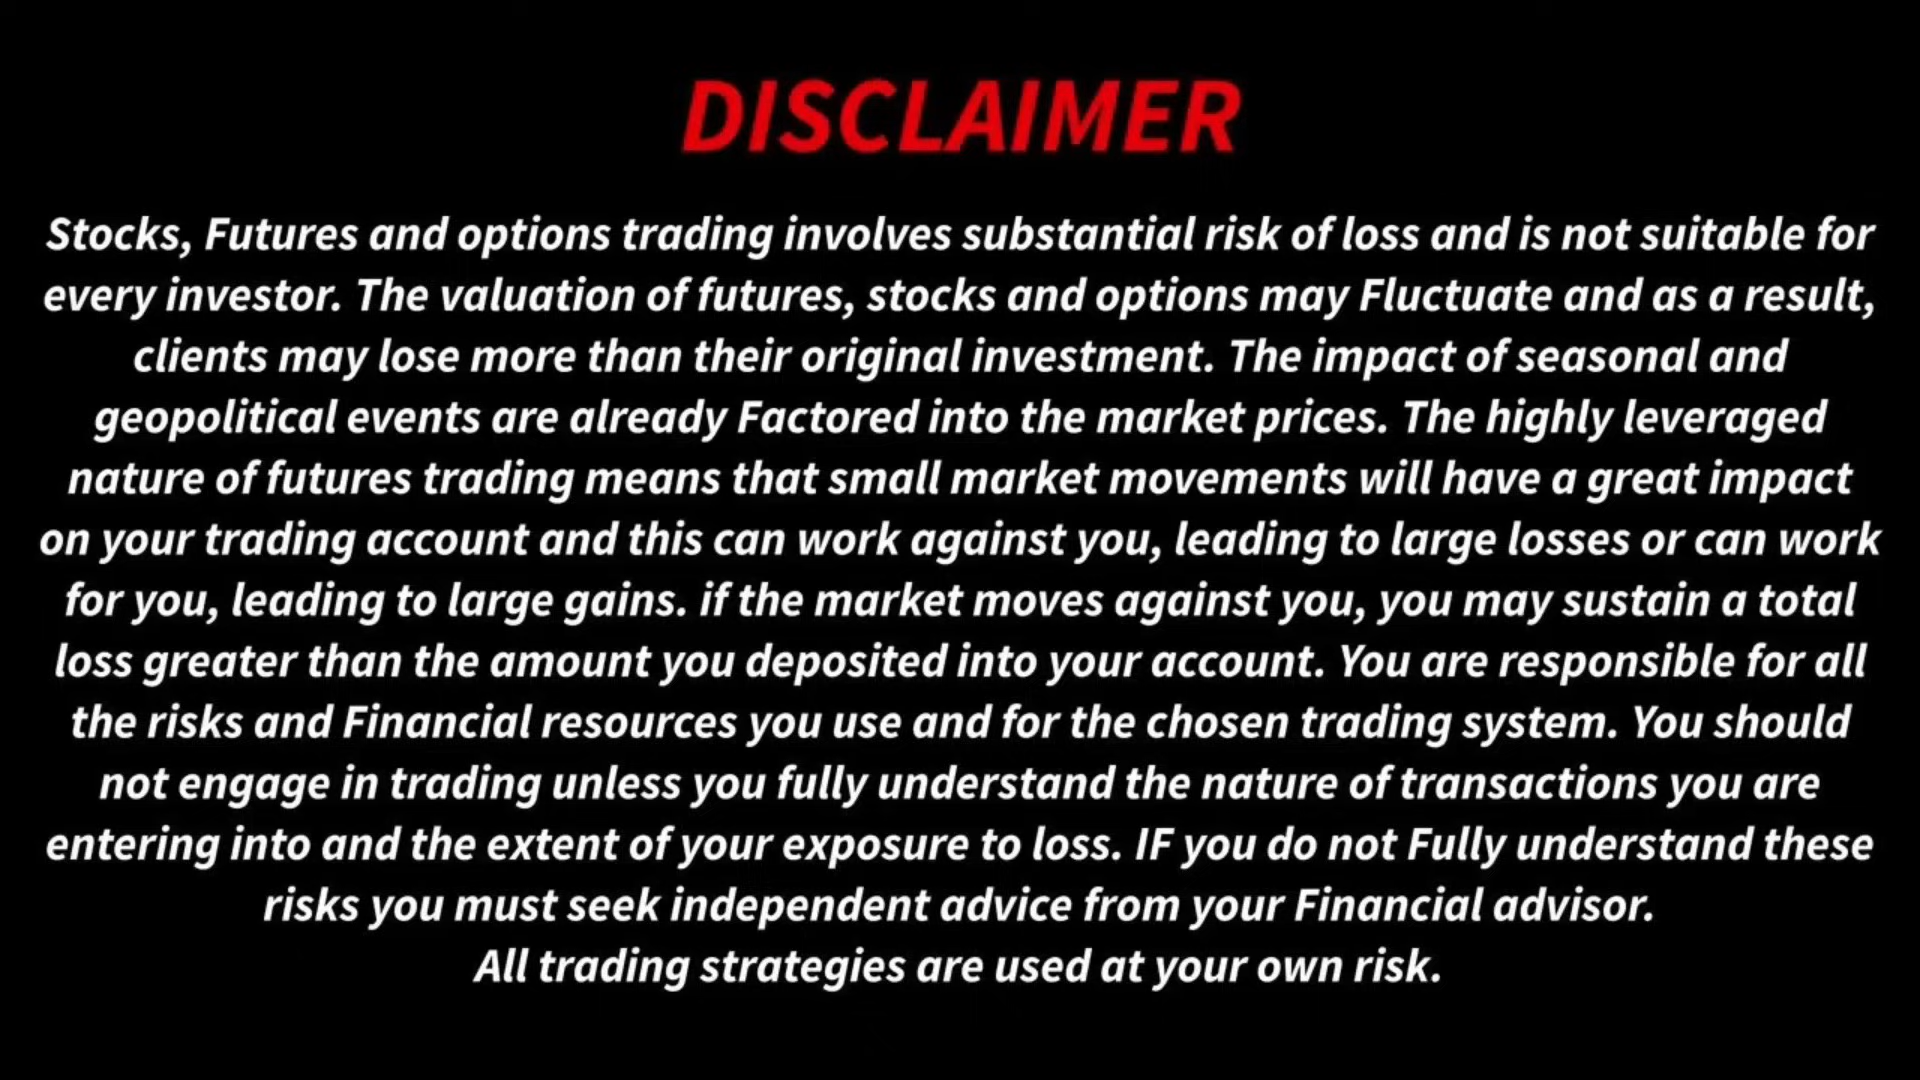 DISCLAIMER
Stocks, Futures and options trading involves substantial risk of loss and is not suitable for
every investor. The valuation of futures, stocks and options may Fluctuate and as a result,
clients may lose more than their original investment. The impact of seasonal and
geopolitical events are already Factored into the market prices. The highly leveraged
nature of futures trading means that small market movements will have a great impact
on your trading account and this can work against you, leading to large losses or can work
for you, leading to large gains. if the market moves against you, you may sustain a total
loss greater than the amount you deposited into your account. You are responsible for all
the risks and Financial resources you use and for the chosen trading system. You should
not engage in trading unless you fully understand the nature of transactions you are
entering into and the extent of your exposure to loss. IF you do not Fully understand these
risks you must seek independent advice from your Financial advisor.
All trading strategies are used at your own risk.